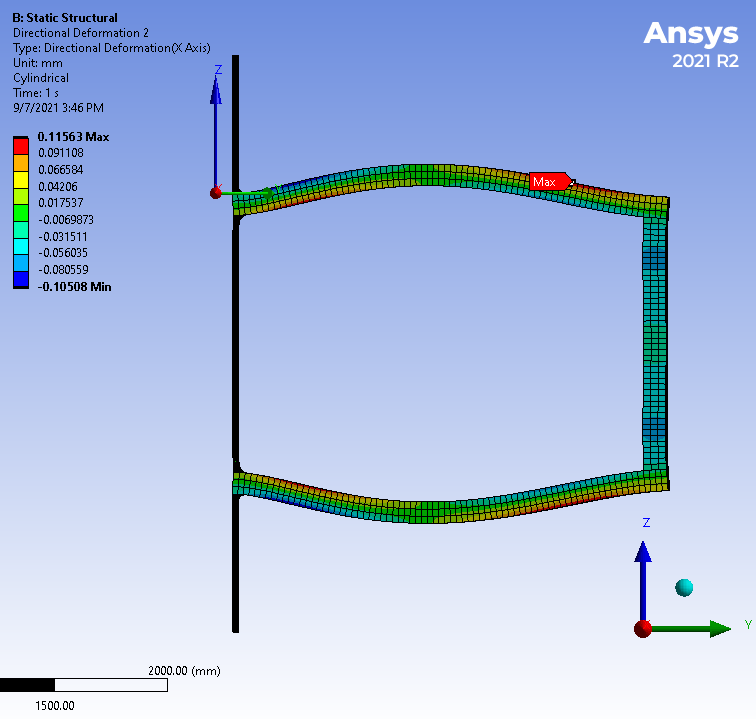 B: Static Structural
Directional Deformation 2
Type: Directional Deformation(X Axis)
Unit: mm
Cylindrical
Time: 1 s
9/7/2021 3:46 PM
Ansys
2021 R2
0.11563 Max
0.091108
0.066584
0.04206
0.017537
-0.0069873
-0.031511
-0.056035
-0.080559
-0.10508 Min
Z
Max
Z
Y
2000.00 (mm)
1500.00